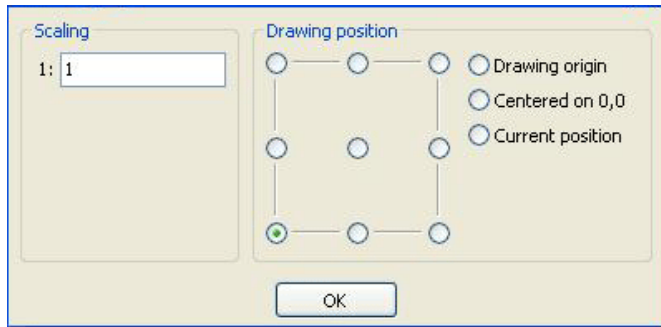 Scaling
1: 1
Drawing position
Drawing origin
Centered on 0,0
Current position
OK